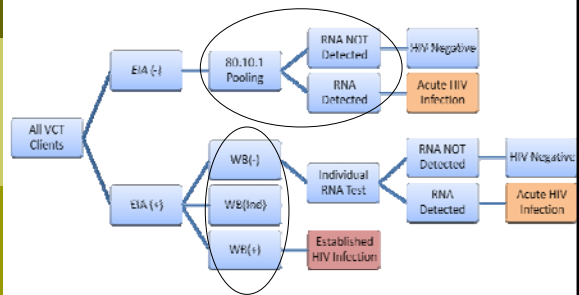 All VCT
Clients
EIA (-)
80.10.1
Pooling
RNA NOT
Detected
HIV Negative
RNA
Detected
Acute HIV
Infection
EIA (+)
WB(-)
WB(Ind)
WB(+)
Individual
RNA Test
RNA NOT
Detected
HIV Negative
RNA
Detected
Acute HIV
Infection
Established
HIV Infection